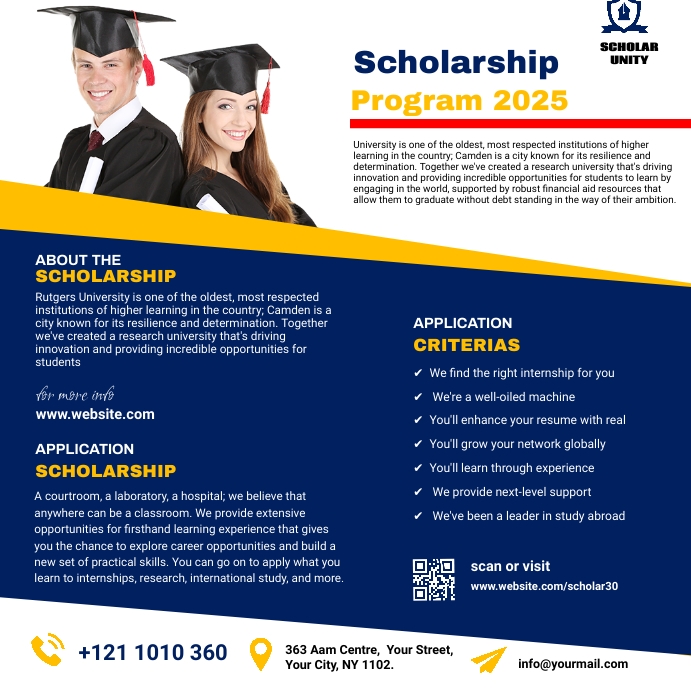 SCHOLAR
UNITY
Scholarship
Program 2025
University is one of the oldest, most respected institutions of higher
learning in the country; Camden is a city known for its resilience and
determination. Together we've created a research university that's driving
innovation and providing incredible opportunities for students to learn by
engaging in the world, supported by robust financial aid resources that
allow them to graduate without debt standing in the way of their ambition.
ABOUT THE
SCHOLARSHIP
Rutgers University is one of the oldest, most respected
institutions of higher learning in the country; Camden is a
city known for its resilience and determination. Together
we've created a research university that's driving
innovation and providing incredible opportunities for
students
for more info
www.website.com
APPLICATION
SCHOLARSHIP
A courtroom, a laboratory, a hospital; we believe that
anywhere can be a classroom. We provide extensive
opportunities for firsthand learning experience that gives
you the chance to explore career opportunities and build a
new set of practical skills. You can go on to apply what you
learn to internships, research, international study, and more.
APPLICATION
CRITERIAS
✔ We find the right internship for you
✔ We're a well-oiled machine
✔ You'll enhance your resume with real
✔ You'll grow your network globally
✔ You'll learn through experience
✔ We provide next-level support
✔ We've been a leader in study abroad
scan or visit
www.website.com/scholar30
+121 1010 360
363 Aam Centre, Your Street,
Your City, NY 1102.
info@yourmail.com